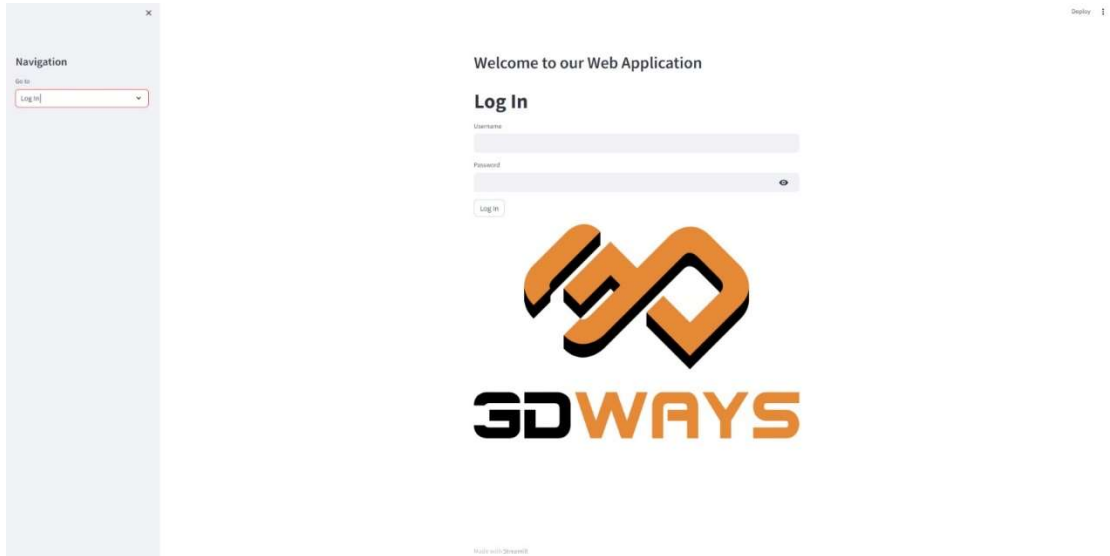 Deploy
Navigation
Go to
Log In
Welcome to our Web Application
Log In
Username
Password
Log In
3DWAYS
Made with Streamlit